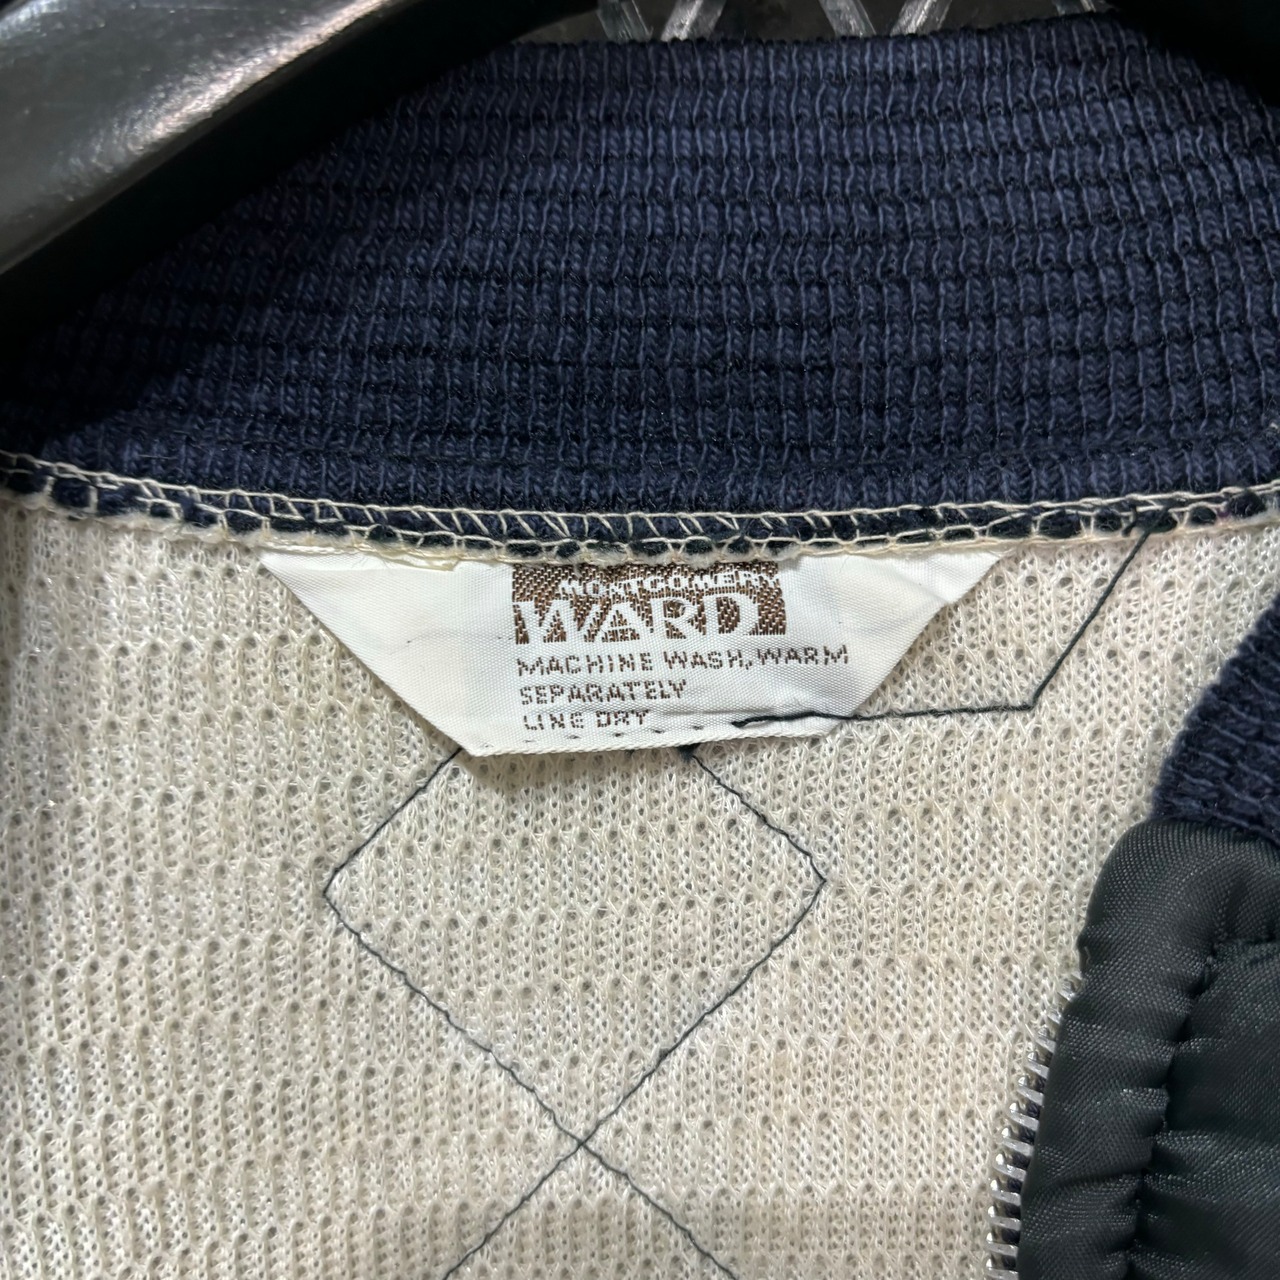 MONTGOMERY
WARD
MACHINE WASH, WARM
SEPARATELY
LINE DRY